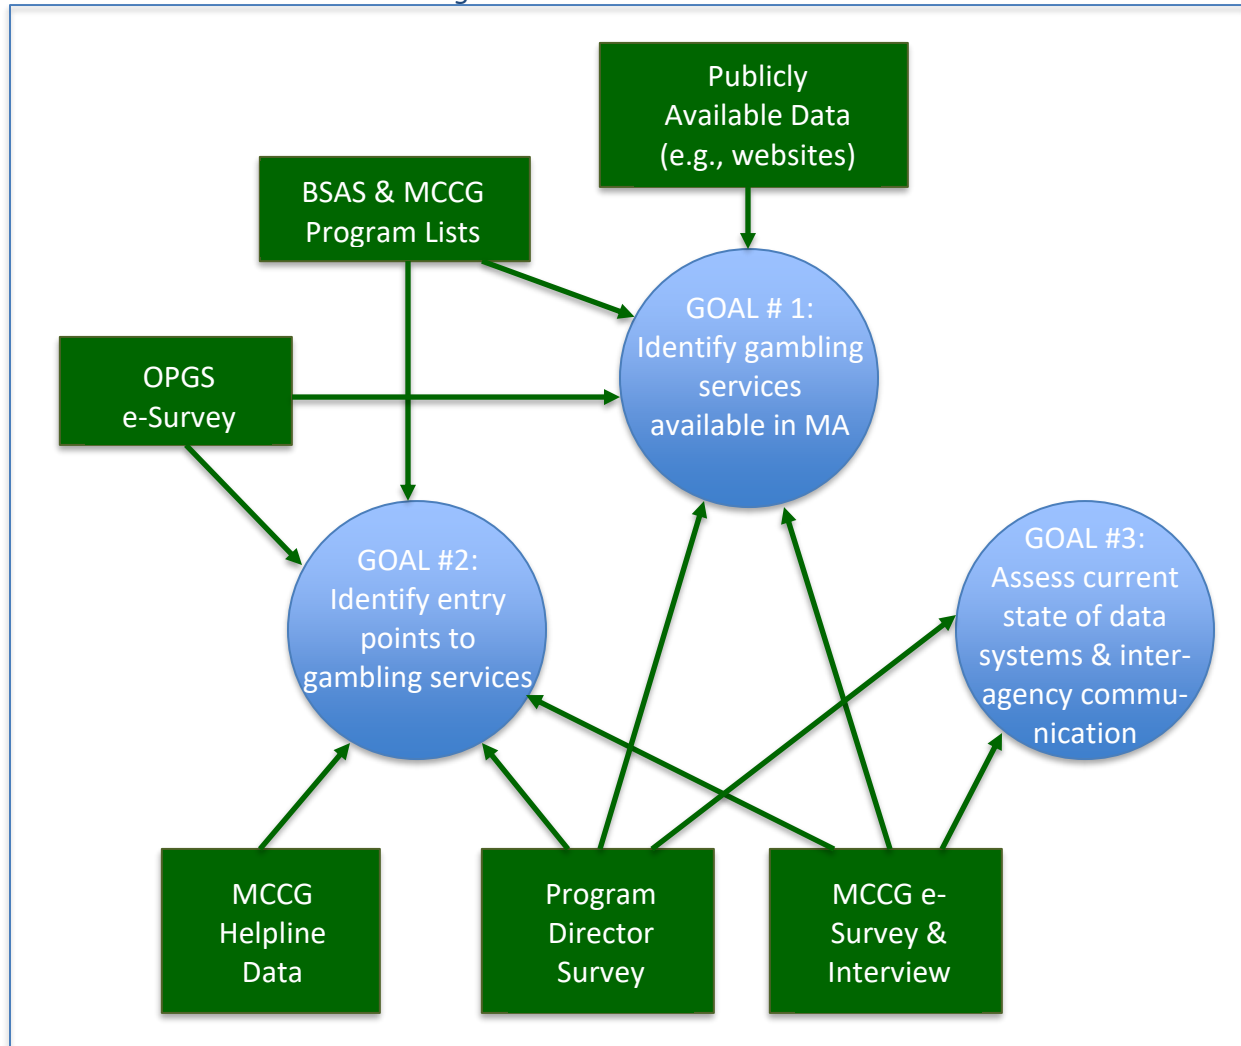 Publicly
Available Data
(e.g., websites)
BSAS & MCCG
Program Lists
GOAL # 1:
Identify gambling
services
available in MA
OPGS
e-Survey
GOAL #2:
Identify entry
points to
gambling services
GOAL #3:
Assess current
state of data
systems & inter-
agency commu-
nication
MCCG
Helpline
Data
Program
Director
Survey
MCCG e-
Survey &
Interview